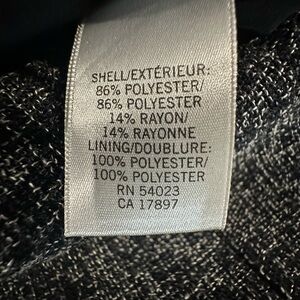 SHELL/EXTÉRIEUR:
86% POLYESTER/
86% POLYESTER
14% RAYON/
14% RAYONNE
LINING/DOUBLURE:
100% POLYESTER/
100% POLYESTER
RN 54023
CA 17897